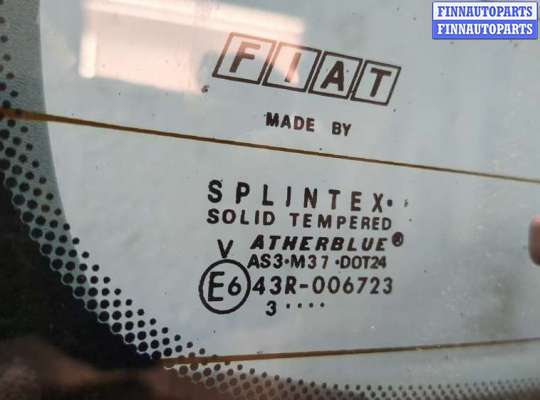 FINNAUTOPARTS
FINNAUTOPARTS
FIAT
MADE BY
SPLINTEX
SOLID TEMPERED
V ATHERBLUE®
AS3·M37·DOT24
E6 43R-006723
3 ····